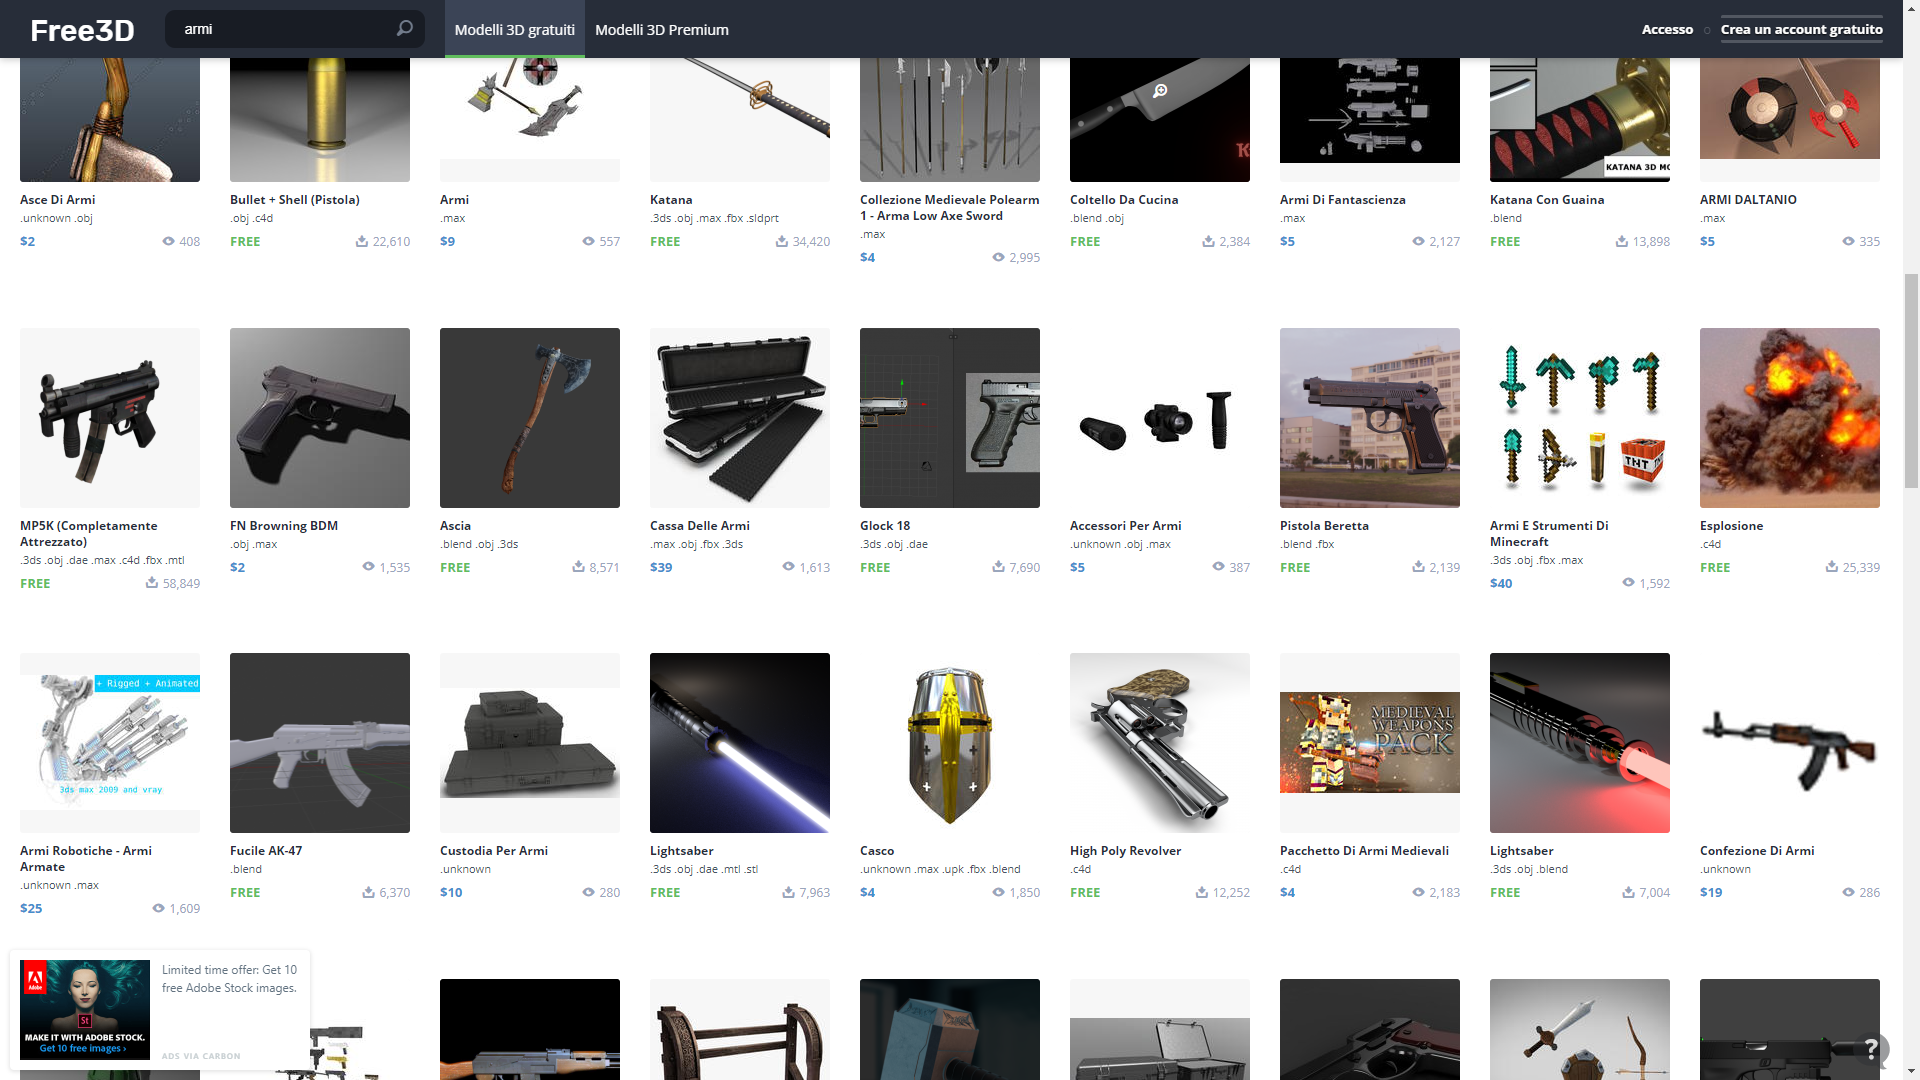 Free3D
armi
Modelli 3D gratuiti
Modelli 3D Premium
Accesso
Crea un account gratuito
KATANA 3D MO
Asce Di Armi
.unknown .obj
$2
408
Bullet + Shell (Pistola)
.obj .c4d
FREE
22,610
Armi
.max
$9
557
Katana
.3ds .obj .max .fbx .sldprt
FREE
34,420
Collezione Medievale Polearm
1 - Arma Low Axe Sword
.max
$4
2,995
Coltello Da Cucina
.blend .obj
FREE
2,384
Armi Di Fantascienza
.max
$5
2,127
Katana Con Guaina
.blend
FREE
13,898
ARMI DALTANIO
.max
$5
335
MP5K (Completamente
Attrezzato)
.3ds .obj .dae .max .c4d .fbx .mtl
FREE
58,849
FN Browning BDM
.obj .max
$2
1,535
Ascia
.blend .obj .3ds
FREE
8,571
Cassa Delle Armi
.max .obj .fbx .3ds
$39
1,613
Glock 18
.3ds .obj .dae
FREE
7,690
Accessori Per Armi
.unknown .obj .max
$5
387
Pistola Beretta
.blend .fbx
FREE
2,139
TNT
Armi E Strumenti Di
Minecraft
.3ds .obj .fbx .max
$40
1,592
Esplosione
.c4d
FREE
25,339
+ Rigged + Animated
3ds max 2009 and vray
Armi Robotiche - Armi
Armate
.unknown .max
$25
1,609
Fucile AK-47
.blend
FREE
6,370
Custodia Per Armi
.unknown
$10
280
Lightsaber
.3ds .obj .dae .mtl .stl
FREE
7,963
Casco
.unknown .max .upk .fbx .blend
$4
1,850
High Poly Revolver
.c4d
FREE
12,252
MEDIEVAL
WEAPONS
PACK
Pacchetto Di Armi Medievali
.c4d
$4
2,183
Lightsaber
.3ds .obj .blend
FREE
7,004
Confezione Di Armi
.unknown
$19
286
Adobe
St
MAKE IT WITH ADOBE STOCK.
Get 10 free images ›
Limited time offer: Get 10
free Adobe Stock images.
ADS VIA CARBON
?